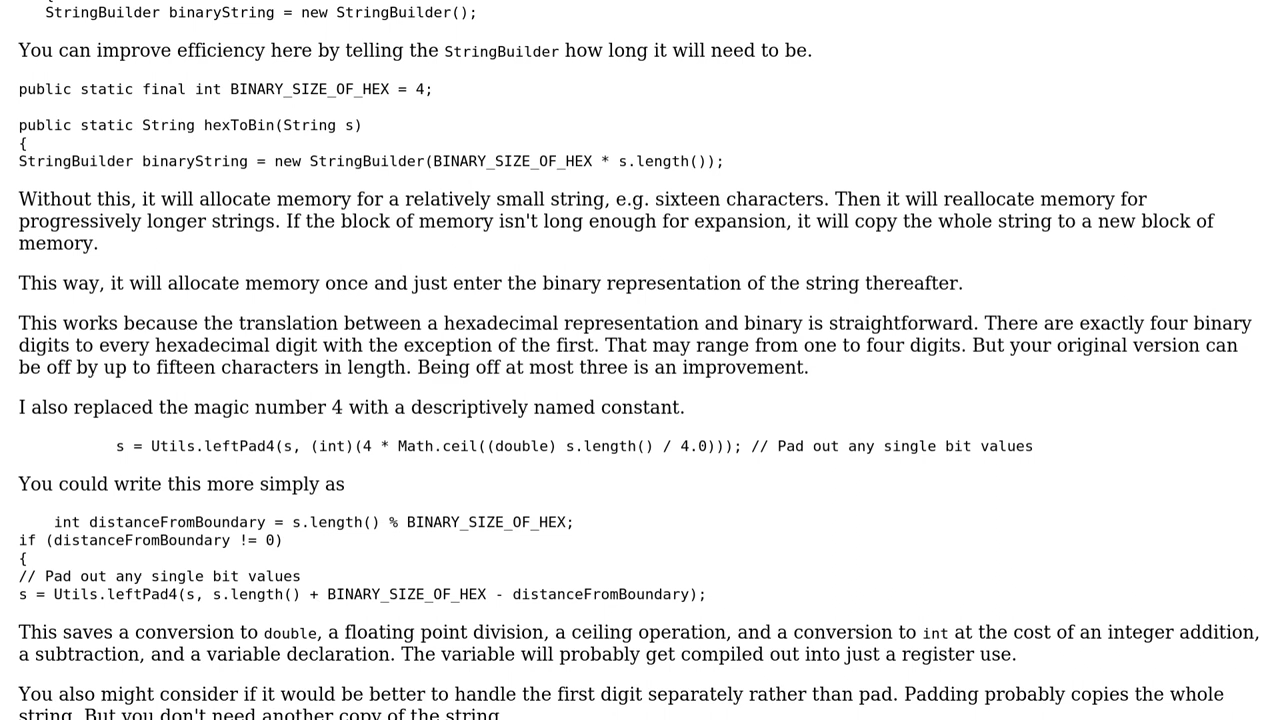 StringBuilder binaryString = new StringBuilder();
You can improve efficiency here by telling the StringBuilder how long it will need to be.
public static final int BINARY_SIZE_OF_HEX = 4;
public static String hexToBin(String s)
{
StringBuilder binaryString = new StringBuilder(BINARY_SIZE_OF_HEX * s.length());
Without this, it will allocate memory for a relatively small string, e.g. sixteen characters. Then it will reallocate memory for
progressively longer strings. If the block of memory isn't long enough for expansion, it will copy the whole string to a new block of
memory.
This way, it will allocate memory once and just enter the binary representation of the string thereafter.
This works because the translation between a hexadecimal representation and binary is straightforward. There are exactly four binary
digits to every hexadecimal digit with the exception of the first. That may range from one to four digits. But your original version can
be off by up to fifteen characters in length. Being off at most three is an improvement.
I also replaced the magic number 4 with a descriptively named constant.
s = Utils.leftPad4(s, (int)(4 * Math.ceil((double) s.length() / 4.0))); // Pad out any single bit values
You could write this more simply as
int distanceFromBoundary = s.length() % BINARY_SIZE_OF_HEX;
if (distanceFromBoundary != 0)
{
// Pad out any single bit values
s = Utils.leftPad4(s, s.length() + BINARY_SIZE_OF_HEX - distanceFromBoundary);
This saves a conversion to double, a floating point division, a ceiling operation, and a conversion to int at the cost of an integer addition,
a subtraction, and a variable declaration. The variable will probably get compiled out into just a register use.
You also might consider if it would be better to handle the first digit separately rather than pad. Padding probably copies the whole
string. But you don't need another copy of the string.